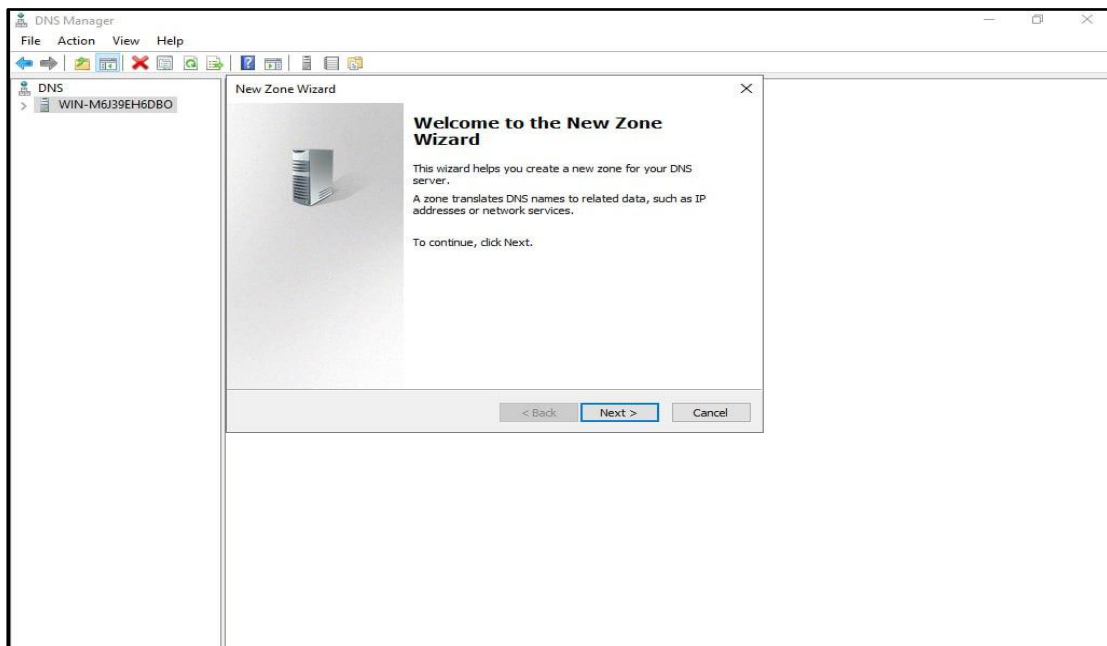 DNS Manager
File Action View Help
DNS
WIN-M6J39EH6DBO
New Zone Wizard
Welcome to the New Zone
Wizard
This wizard helps you create a new zone for your DNS
server.
A zone translates DNS names to related data, such as IP
addresses or network services.
To continue, click Next.
< Back Next > Cancel